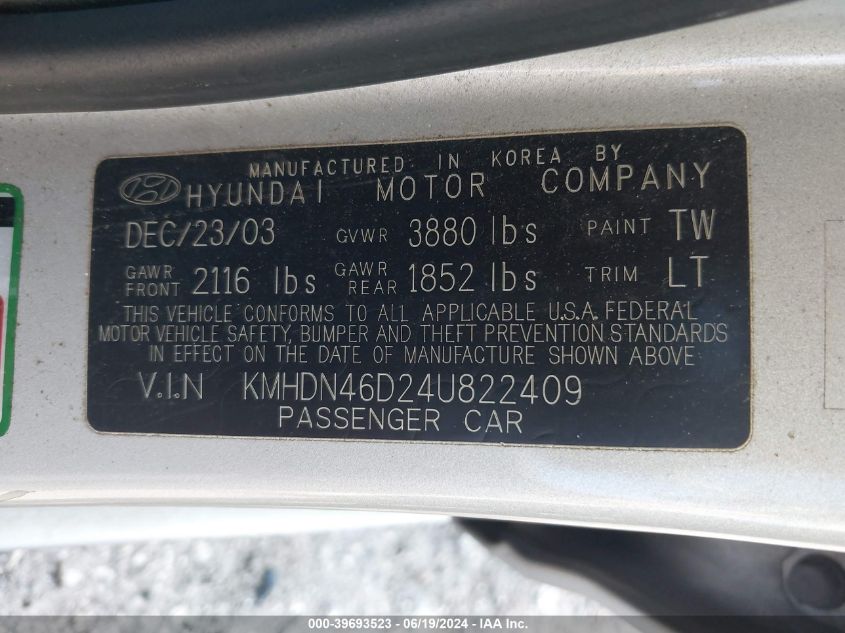 MANUFACTURED IN KOREA BY
HYUNDAI MOTOR COMPANY
DEC/23/03 GVWR 3880 lbs PAINT TW
GAWR FRONT 2116 lbs GAWR REAR 1852 lbs TRIM LT
THIS VEHICLE CONFORMS TO ALL APPLICABLE U.S.A. FEDERAL
MOTOR VEHICLE SAFETY, BUMPER AND THEFT PREVENTION STANDARDS
IN EFFECT ON THE DATE OF MANUFACTURE SHOWN ABOVE
V.I.N KMHDN46D24U822409
PASSENGER CAR
000-39693523 - 06/19/2024 - IAAI.com